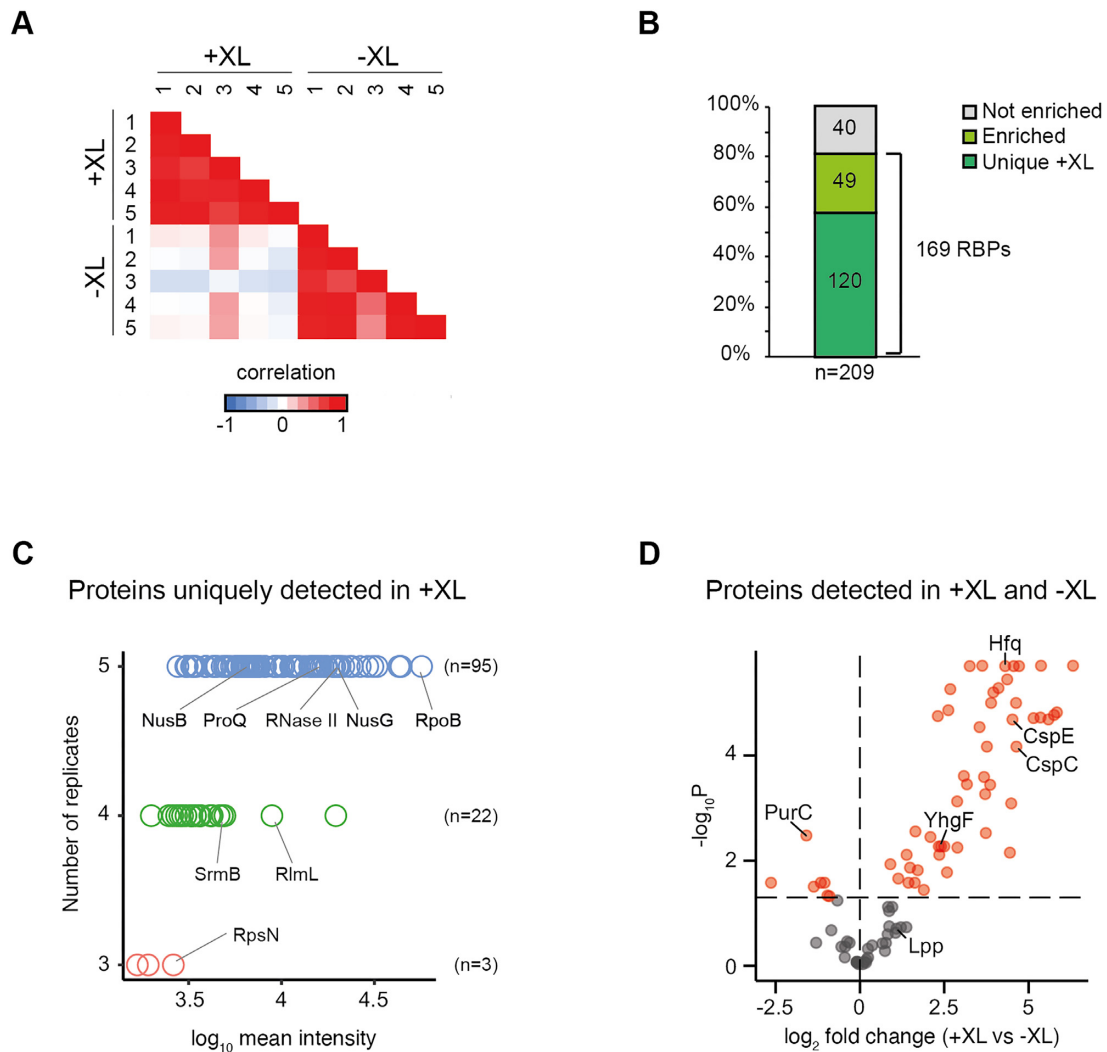 A
+XL -XL
1 2 3 4 5 1 2 3 4 5
+XL
1
2
3
4
5
-XL
1
2
3
4
5
correlation
-1 0 1
B
100%
80%
60%
40%
20%
0%
40
49
120
n=209
169 RBPs
Not enriched
Enriched
Unique +XL
C
Proteins uniquely detected in +XL
Number of replicates
5
4
3
(n=95)
NusB ProQ RNase II NusG RpoB
(n=22)
SrmB RlmL
RpsN
(n=3)
3.5 4 4.5
log10 mean intensity
D
Proteins detected in +XL and -XL
-log10P
4
2
0
Hfq
CspE
CspC
PurC
YhgF
Lpp
-2.5 0 2.5 5
log2 fold change (+XL vs -XL)